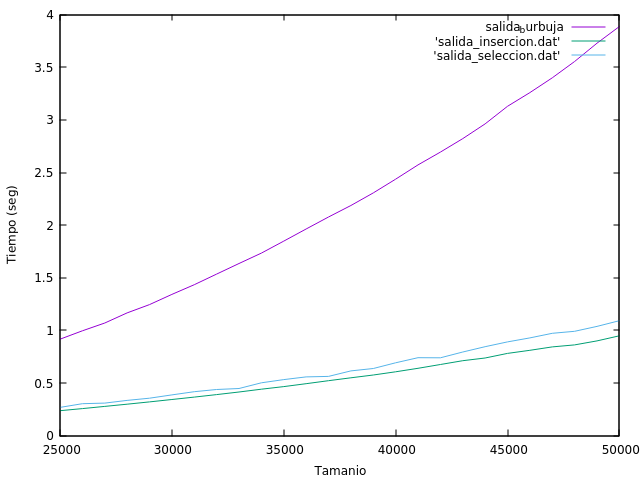 4
salida_burbuja
'salida_insercion.dat'
'salida_seleccion.dat'
3.5
3
2.5
2
1.5
1
0.5
0
Tiempo (seg)
25000 30000 35000 40000 45000 50000
Tamanio